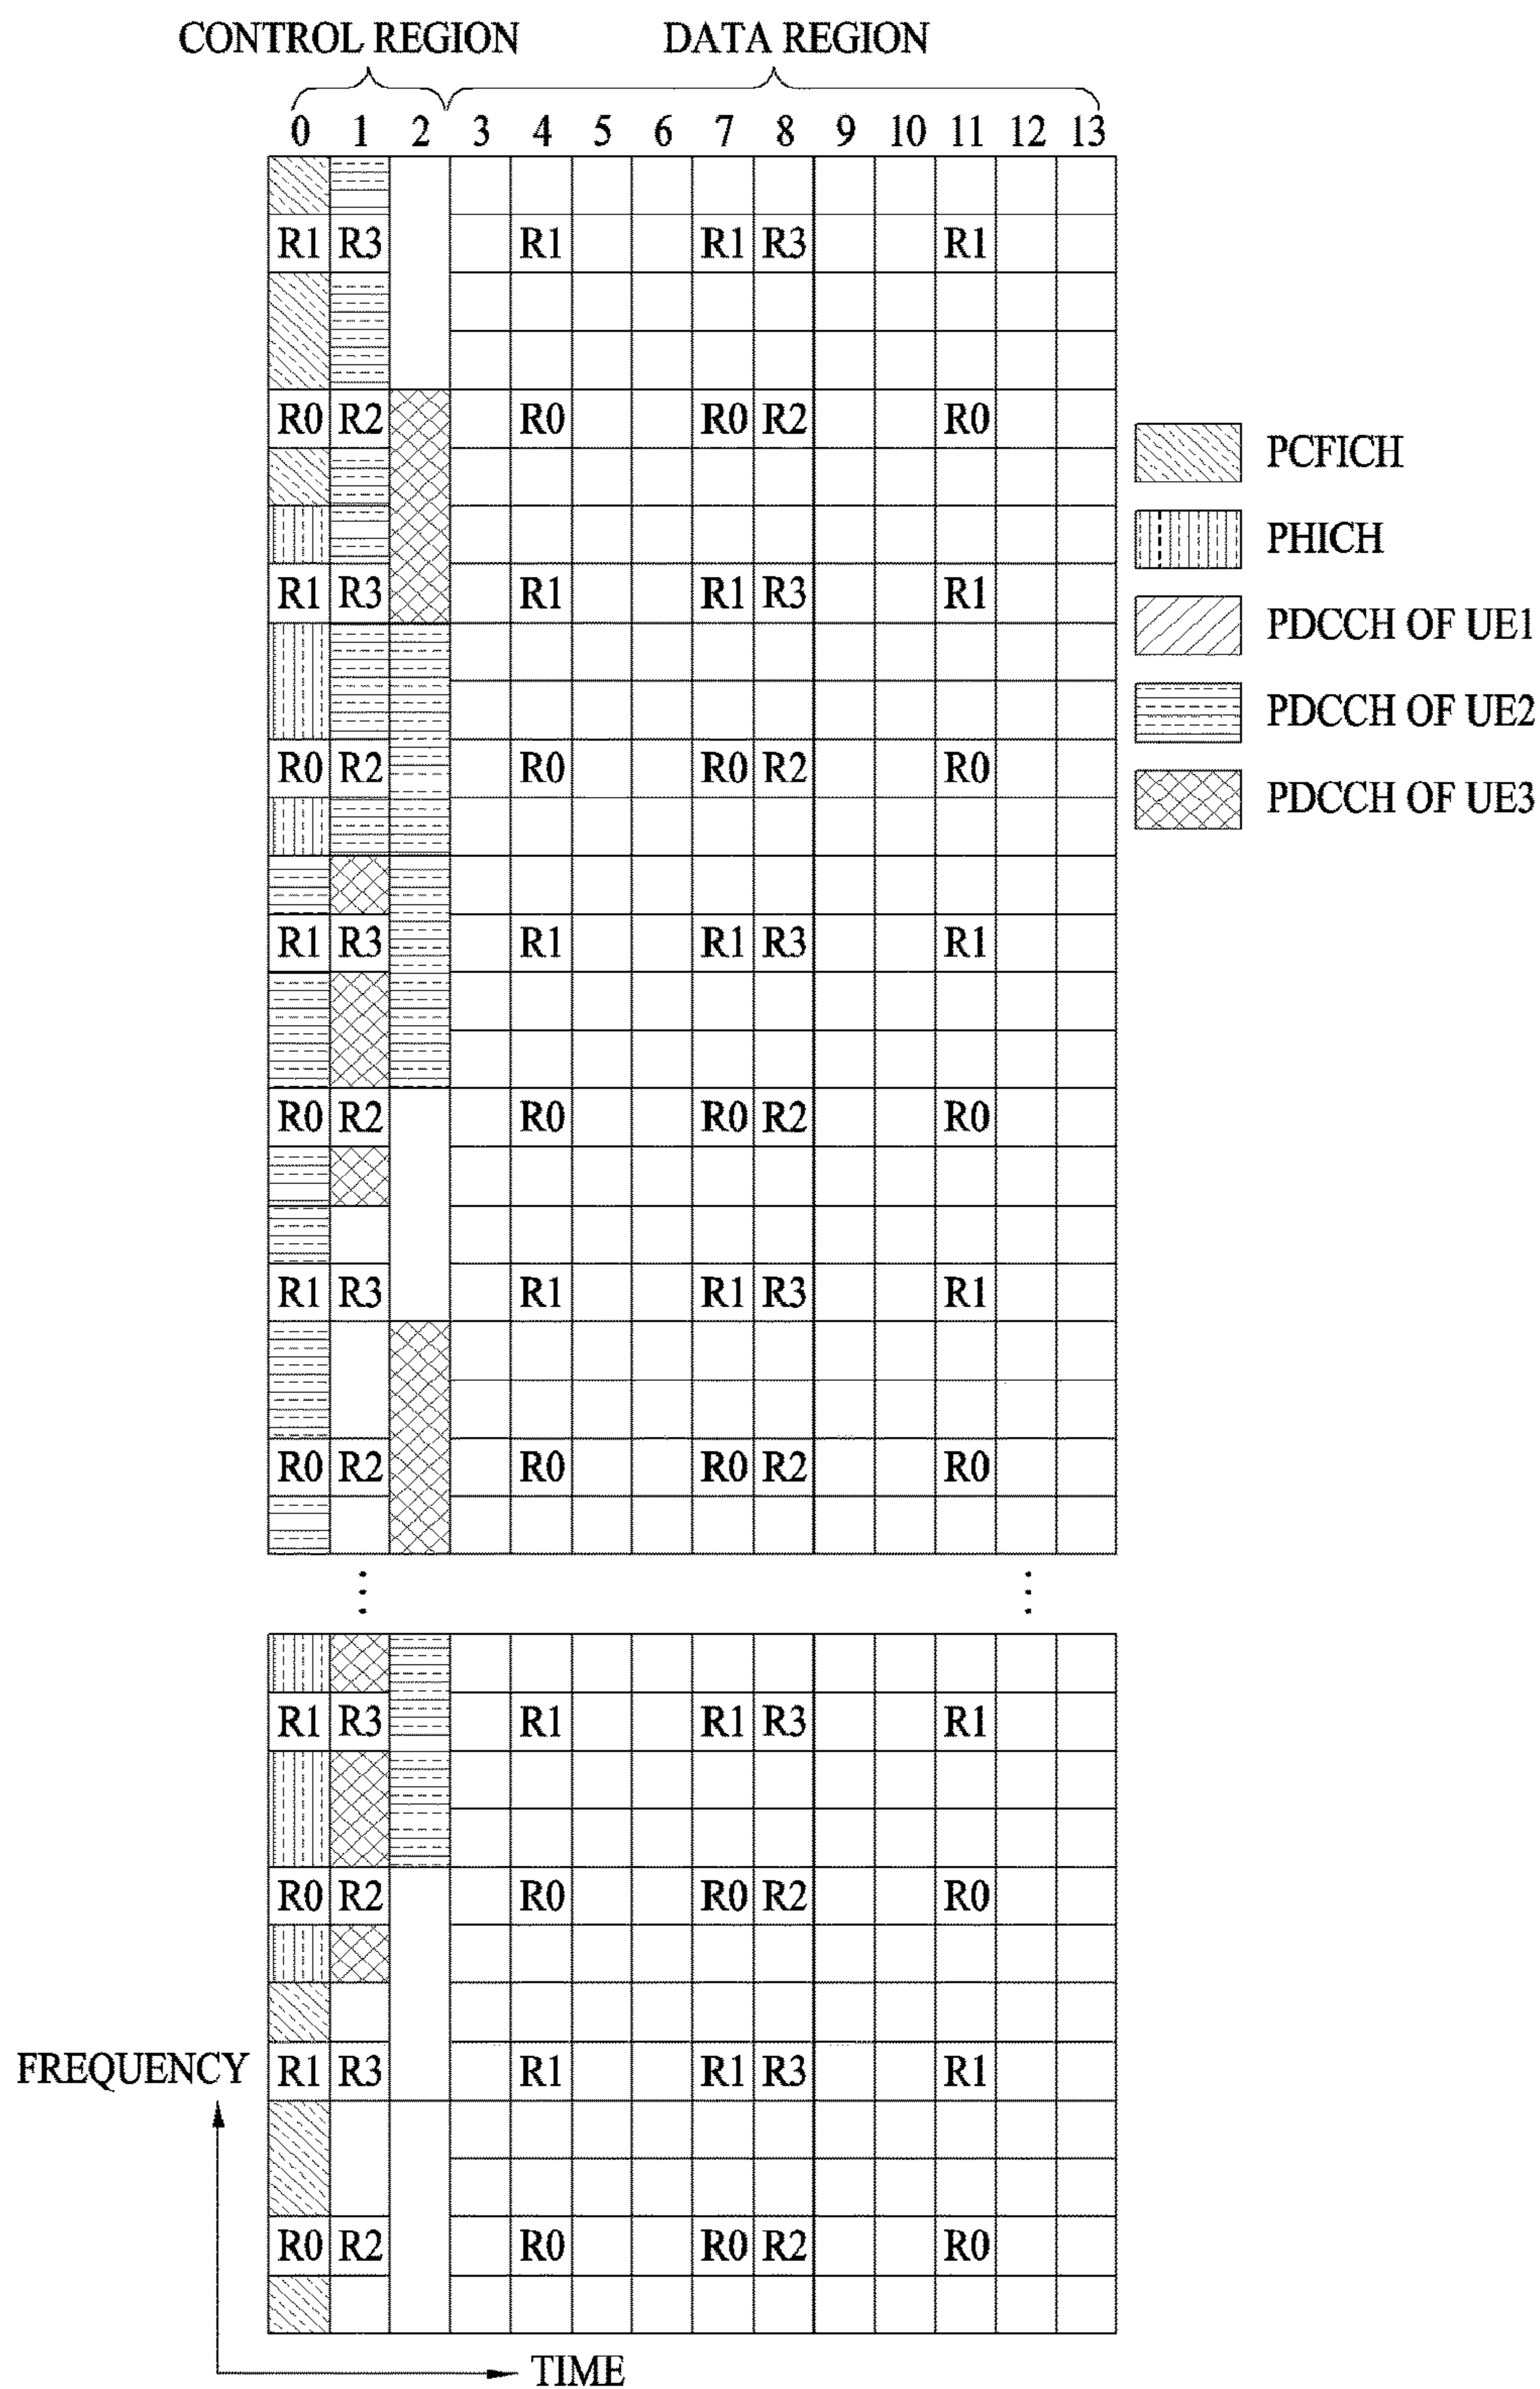 CONTROL REGION DATA REGION
0 1 2 3 4 5 6 7 8 9 10 11 12 13
R1 R3 R1 R1 R3 R1
R0 R2 R0 R0 R2 R0
PCFICH
PHICH
R1 R3 R1 R1 R3 R1
PDCCH OF UE1
PDCCH OF UE2
R0 R2 R0 R0 R2 R0
PDCCH OF UE3
R1 R3 R1 R1 R3 R1
R0 R2 R0 R0 R2 R0
R1 R3 R1 R1 R3 R1
R0 R2 R0 R0 R2 R0
R1 R3 R1 R1 R3 R1
R0 R2 R0 R0 R2 R0
FREQUENCY R1 R3 R1 R1 R3 R1
R0 R2 R0 R0 R2 R0
TIME